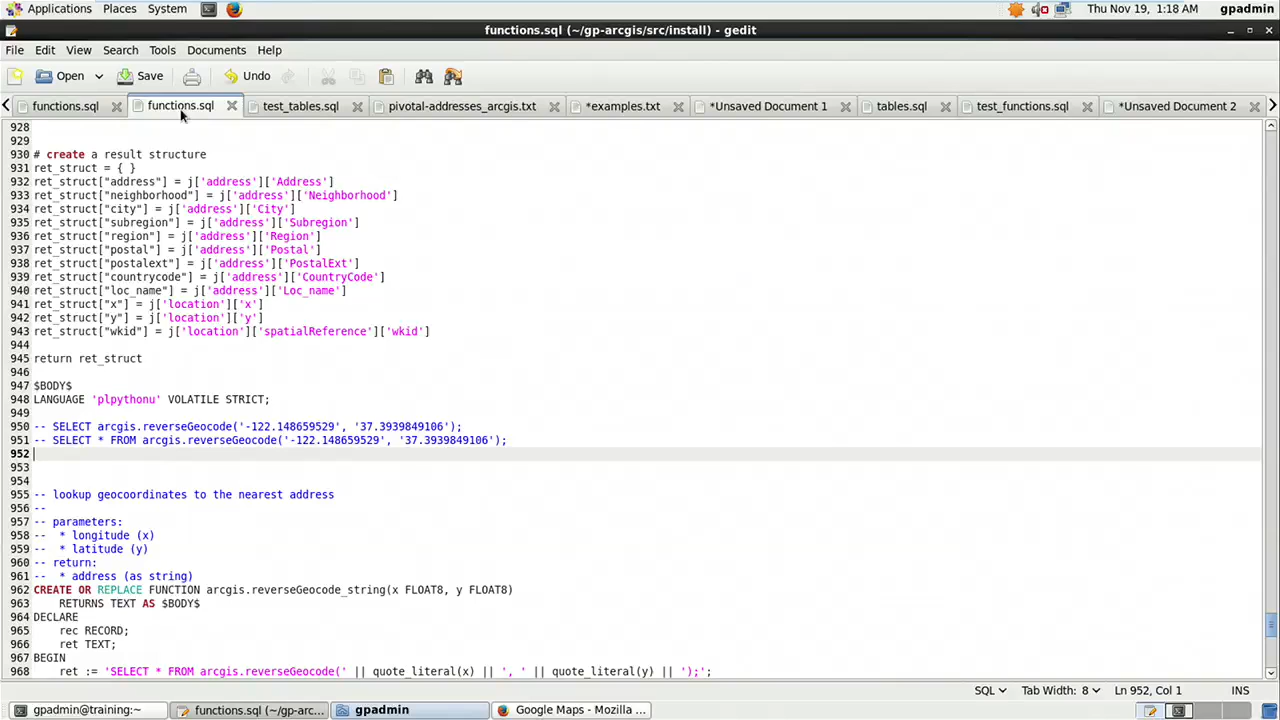 Applications Places System Thu Nov 19, 1:18 AM gpadmin
functions.sql (~/gp-arcgis/src/install) - gedit
File Edit View Search Tools Documents Help
Open Save Undo
functions.sql functions.sql test_tables.sql pivotal-addresses_arcgis.txt *examples.txt *Unsaved Document 1 tables.sql test_functions.sql *Unsaved Document 2
928
929
930 # create a result structure
931 ret_struct = { }
932 ret_struct["address"] = j['address']['Address']
933 ret_struct["neighborhood"] = j['address']['Neighborhood']
934 ret_struct["city"] = j['address']['City']
935 ret_struct["subregion"] = j['address']['Subregion']
936 ret_struct["region"] = j['address']['Region']
937 ret_struct["postal"] = j['address']['Postal']
938 ret_struct["postalext"] = j['address']['PostalExt']
939 ret_struct["countrycode"] = j['address']['CountryCode']
940 ret_struct["loc_name"] = j['address']['Loc_name']
941 ret_struct["x"] = j['location']['x']
942 ret_struct["y"] = j['location']['y']
943 ret_struct["wkid"] = j['location']['spatialReference']['wkid']
944
945 return ret_struct
946
947 $BODY$
948 LANGUAGE 'plpythonu' VOLATILE STRICT;
949
950 -- SELECT arcgis.reverseGeocode('-122.148659529', '37.3939849106');
951 -- SELECT * FROM arcgis.reverseGeocode('-122.148659529', '37.3939849106');
952
953
954
955 -- lookup geocoordinates to the nearest address
956 --
957 -- parameters:
958 --  * longitude (x)
959 --  * latitude (y)
960 -- return:
961 --  * address (as string)
962 CREATE OR REPLACE FUNCTION arcgis.reverseGeocode_string(x FLOAT8, y FLOAT8)
963     RETURNS TEXT AS $BODY$
964 DECLARE
965     rec RECORD;
966     ret TEXT;
967 BEGIN
968     ret := 'SELECT * FROM arcgis.reverseGeocode(' || quote_literal(x) || ', ' || quote_literal(y) || ');';
SQL Tab Width: 8 Ln 952, Col 1 INS
gpadmin@training:~ functions.sql (~/gp-arc... gpadmin Google Maps - Mozilla ...